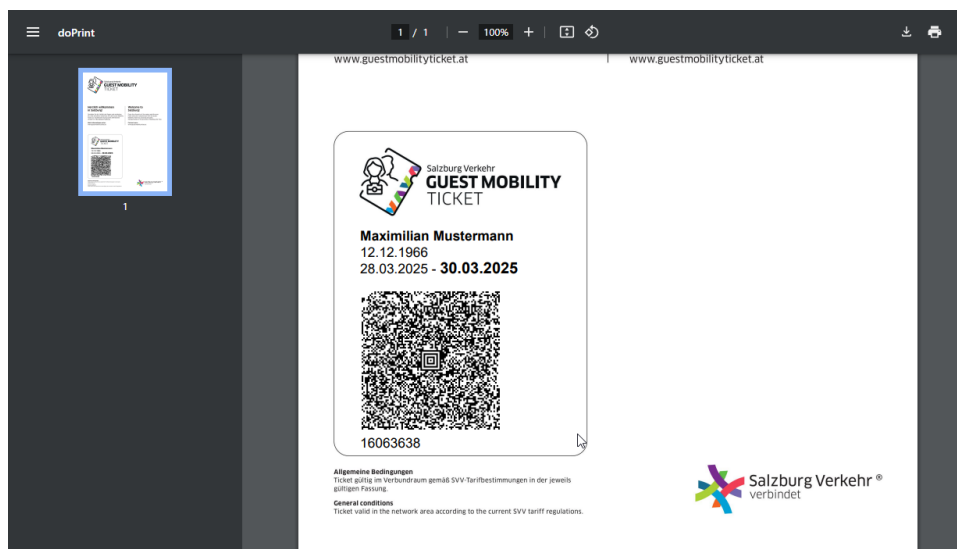 doPrint
1 / 1
100%
GUEST MOBILITY
TICKET
1
www.guestmobilityticket.at
www.guestmobilityticket.at
Salzburg Verkehr
GUEST MOBILITY
TICKET
Maximilian Mustermann
12.12.1966
28.03.2025 - 30.03.2025
16063638
Allgemeine Bedingungen
Ticket gültig im Verbundraum gemäß SVV-Tarifbestimmungen in der jeweils
gültigen Fassung.
General conditions
Ticket valid in the network area according to the current SVV tariff regulations.
Salzburg Verkehr ®
verbindet